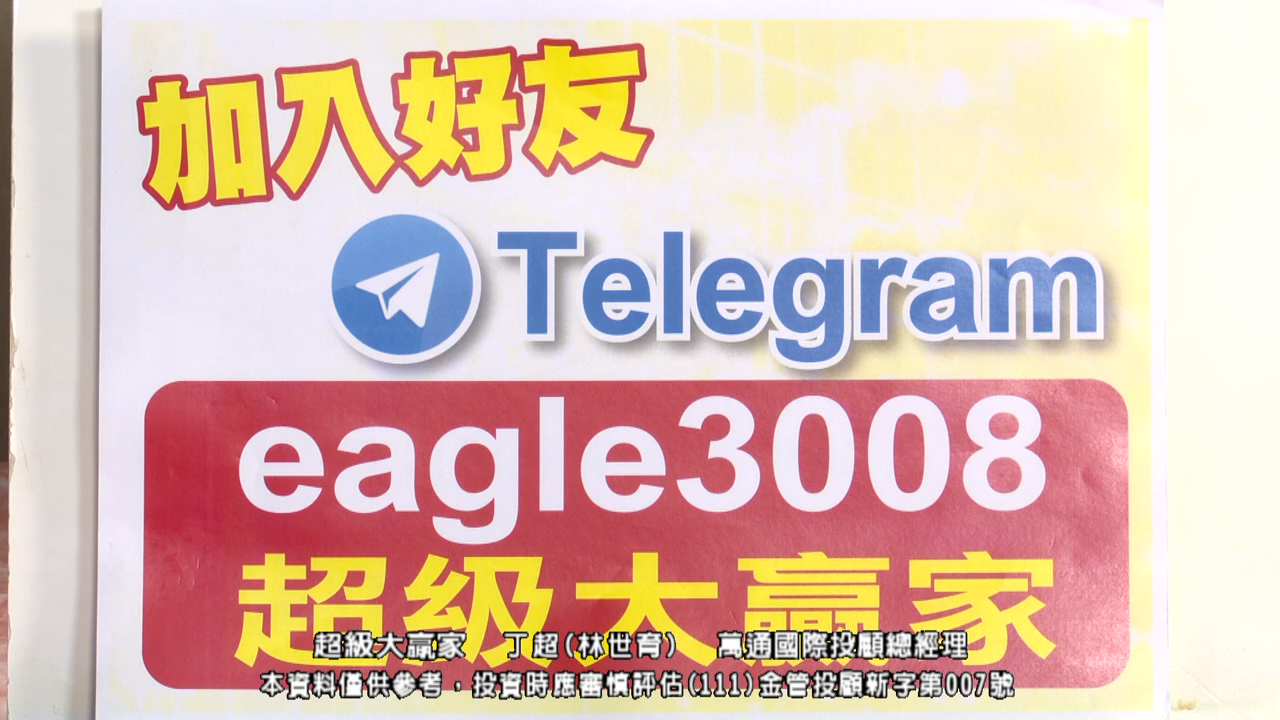 加入好友
Telegram
eagle3008
超級大贏家
超級大贏家 丁超(林世育) 萬通國際投顧總經理
本資料僅供參考，投資時應審慎評估(111)金管投顧新字第007號